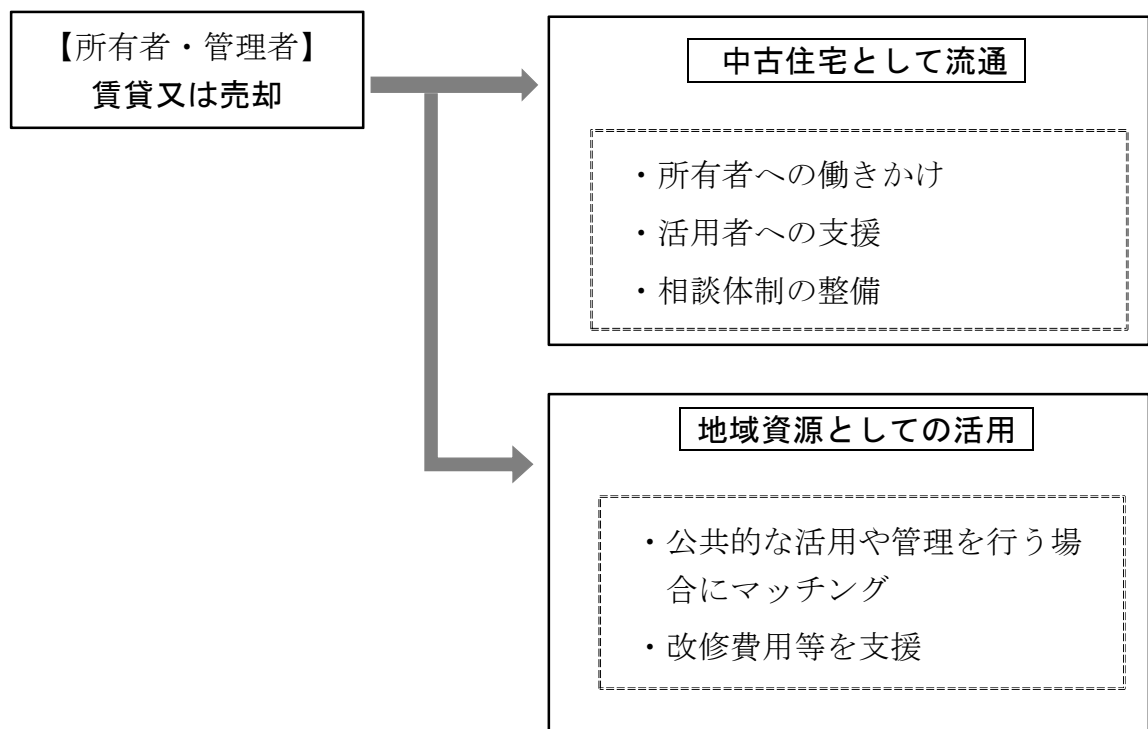 【所有者・管理者】
賃貸又は売却
中古住宅として流通
・所有者への働きかけ
・活用者への支援
・相談体制の整備
地域資源としての活用
・公共的な活用や管理を行う場
合にマッチング
・改修費用等を支援